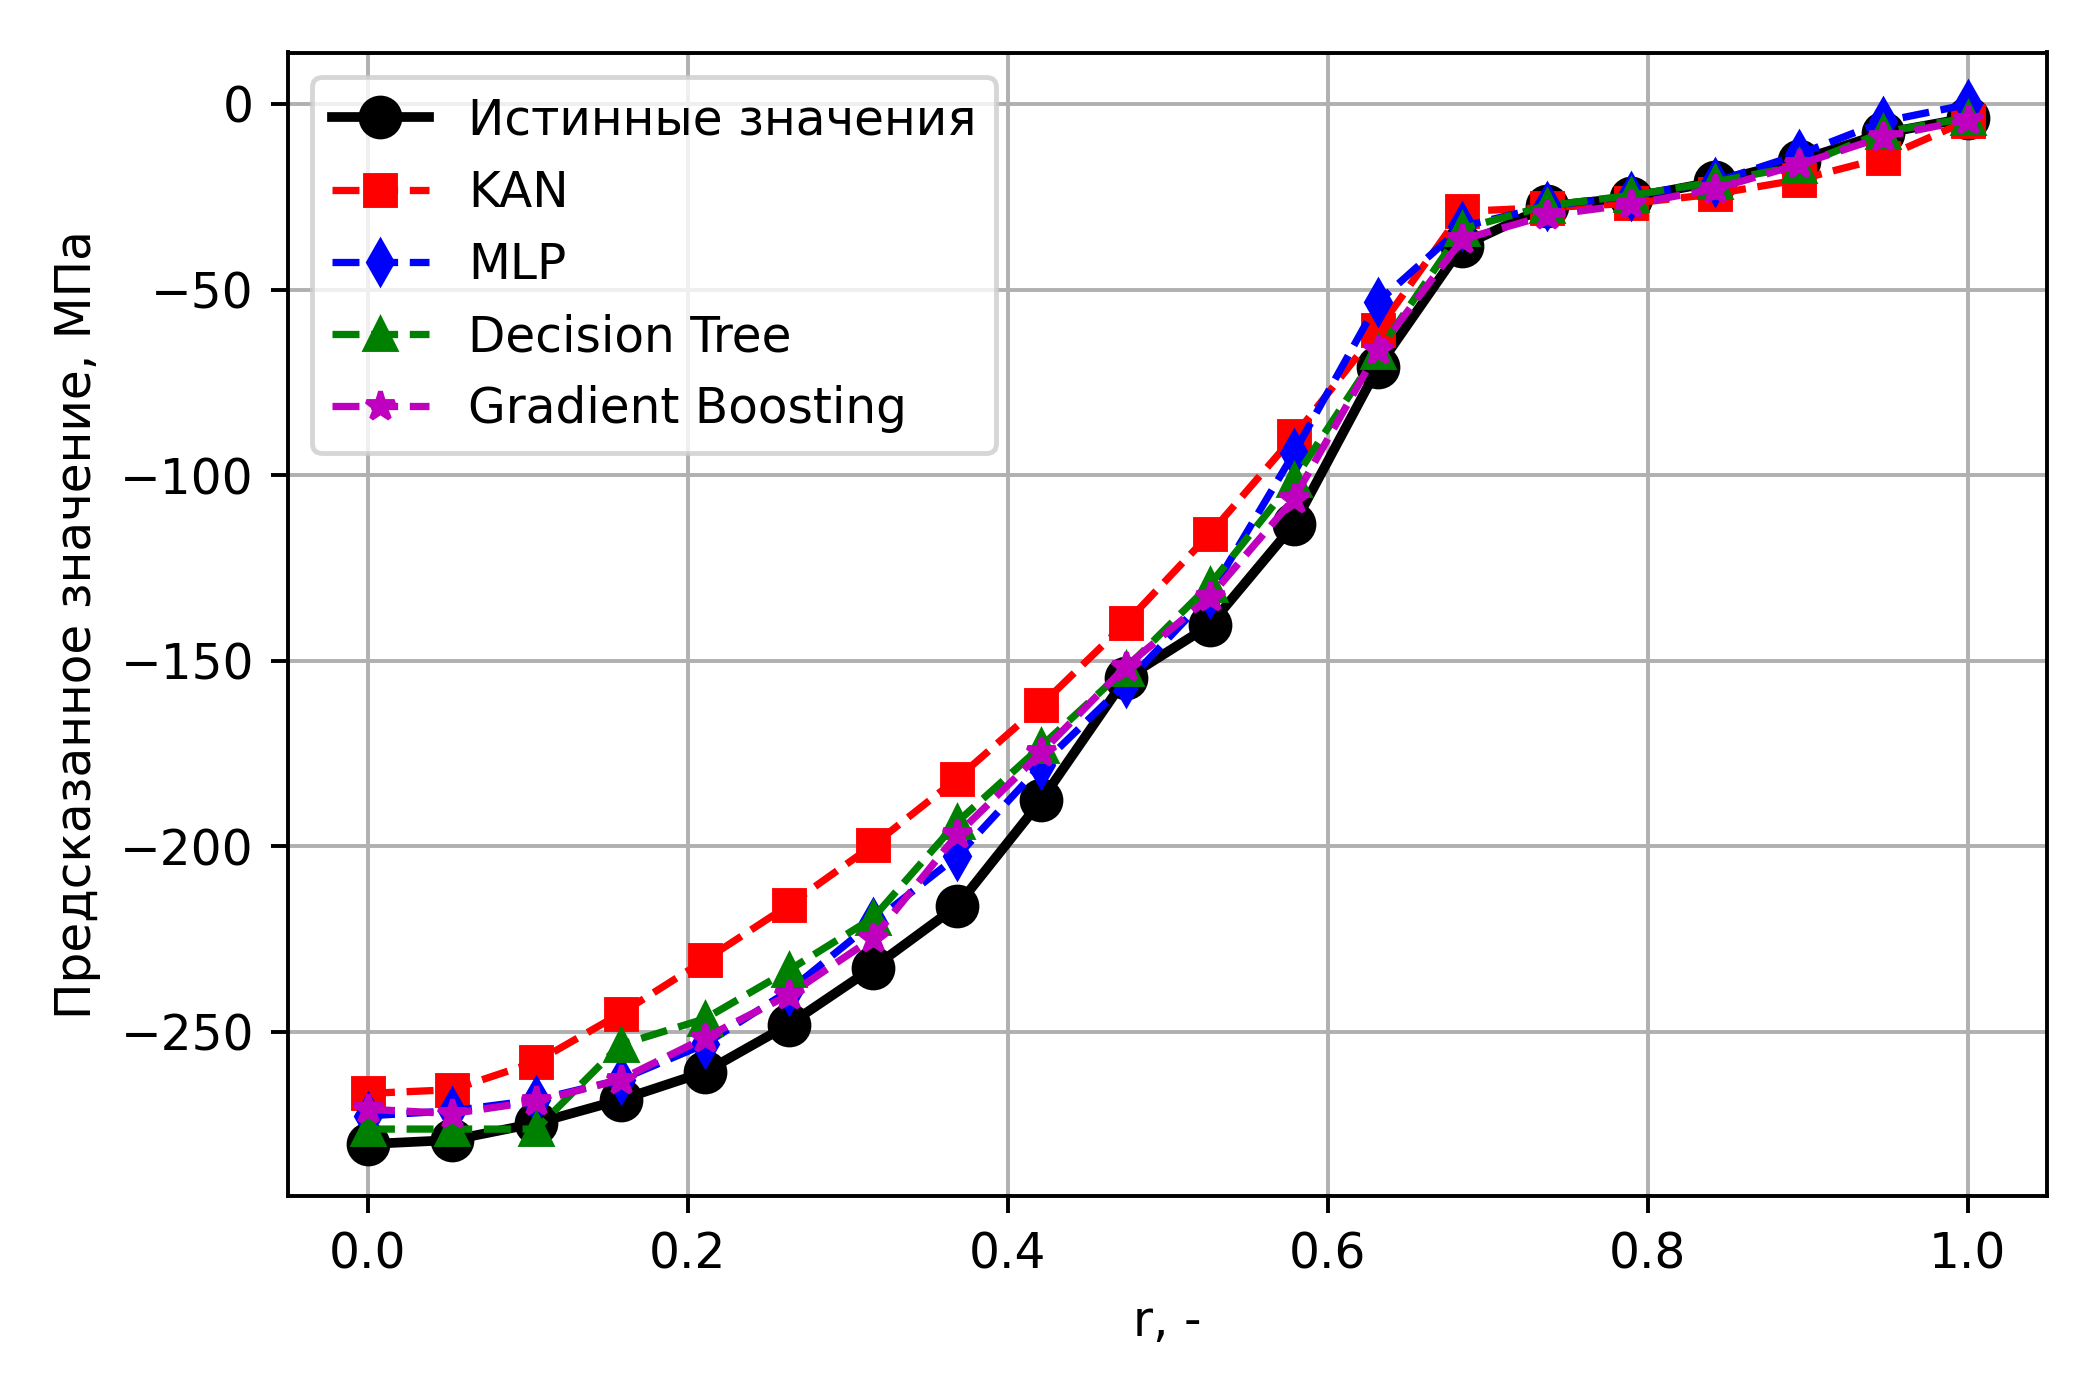 Истинные значения
KAN
MLP
Decision Tree
Gradient Boosting
Предсказанное значение, МПа
0
−50
−100
−150
−200
−250
0.0 0.2 0.4 0.6 0.8 1.0
r, -